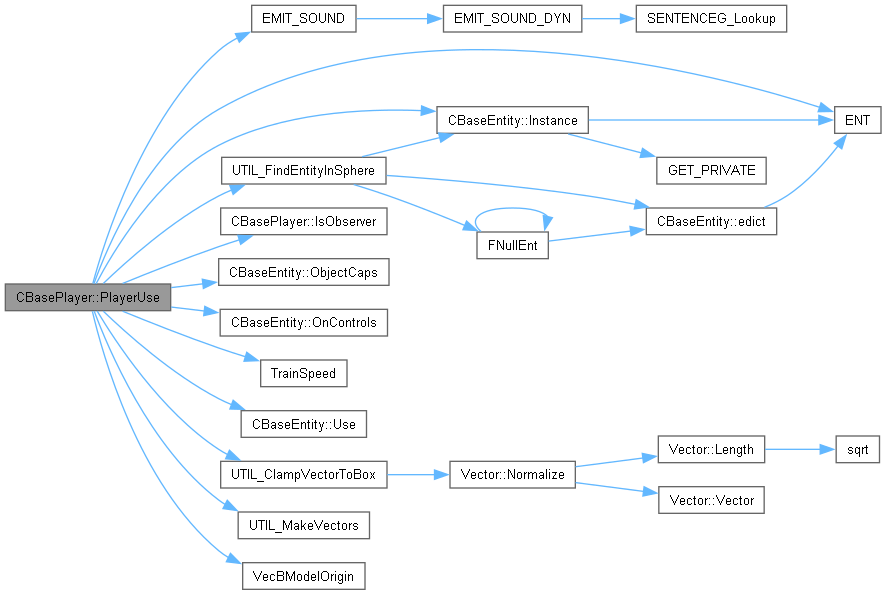 EMIT_SOUND
EMIT_SOUND_DYN
SENTENCEG_Lookup
CBaseEntity::Instance
ENT
UTIL_FindEntityInSphere
GET_PRIVATE
CBasePlayer::IsObserver
CBaseEntity::edict
FNullEnt
CBaseEntity::ObjectCaps
CBasePlayer::PlayerUse
CBaseEntity::OnControls
TrainSpeed
CBaseEntity::Use
Vector::Length
sqrt
UTIL_ClampVectorToBox
Vector::Normalize
Vector::Vector
UTIL_MakeVectors
VecBModelOrigin